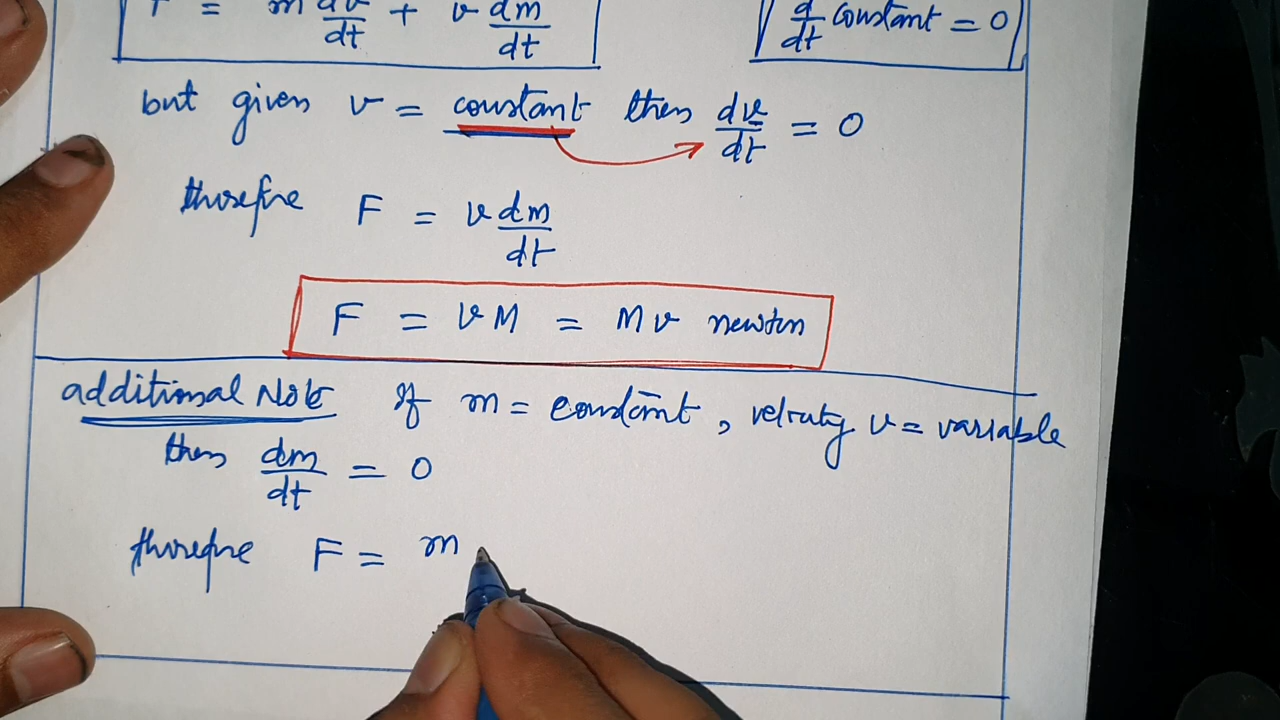 F = m dv/dt + v dm/dt
d/dt constant = 0
but given v = constant then dv/dt = 0
therefore F = v dm/dt
F = vM = Mv newton
additional Note If m = constant, velocity v = variable
then dm/dt = 0
therefore F = m